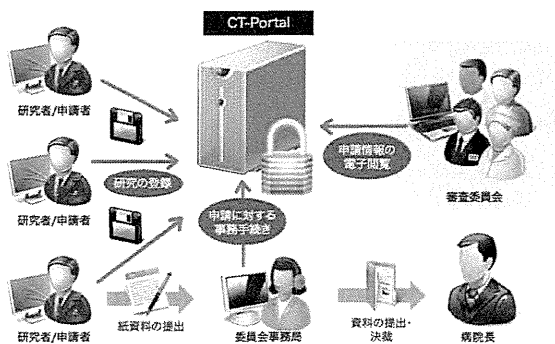 CT-Portal
研究者/申請者
研究者/申請者
研究の登録
申請情報の
電子閲覧
審査委員会
申請に対する
事務手続き
研究者/申請者
紙資料の提出
委員会事務局
資料の提出・
決裁
病院長